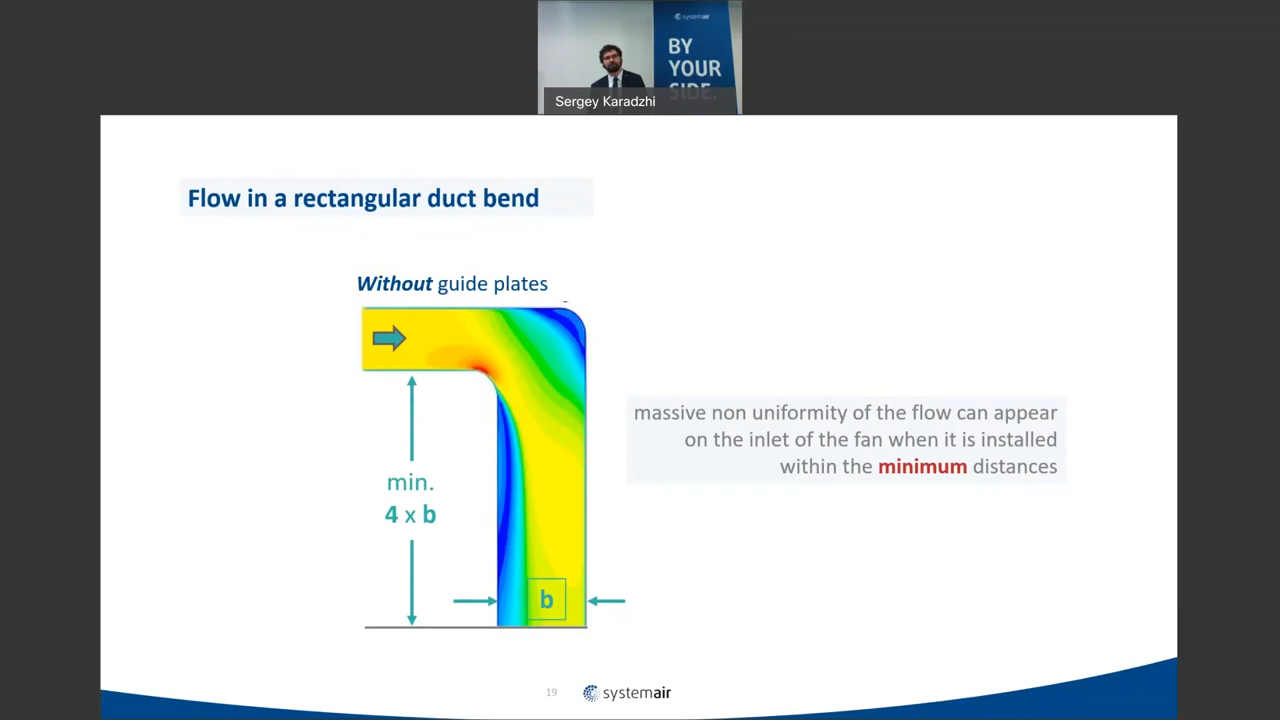 systemair
BY
YOUR
SIDE.
Sergey Karadzhi
Flow in a rectangular duct bend
Without guide plates
massive non uniformity of the flow can appear
on the inlet of the fan when it is installed
within the minimum distances
min.
4 x b
b
19
systemair